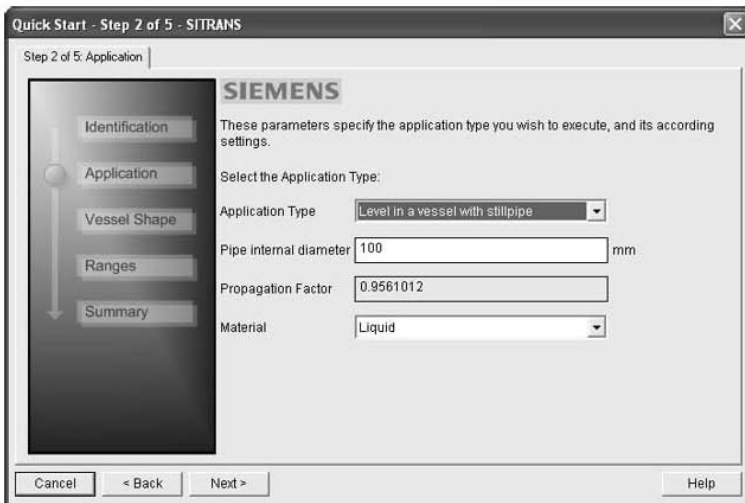 Quick Start - Step 2 of 5 - SITRANS
Step 2 of 5: Application
SIEMENS
Identification
Application
Vessel Shape
Ranges
Summary
These parameters specify the application type you wish to execute, and its according
settings.
Select the Application Type:
Application Type Level in a vessel with stillpipe
Pipe internal diameter 100 mm
Propagation Factor 0.9561012
Material Liquid
Cancel < Back Next > Help